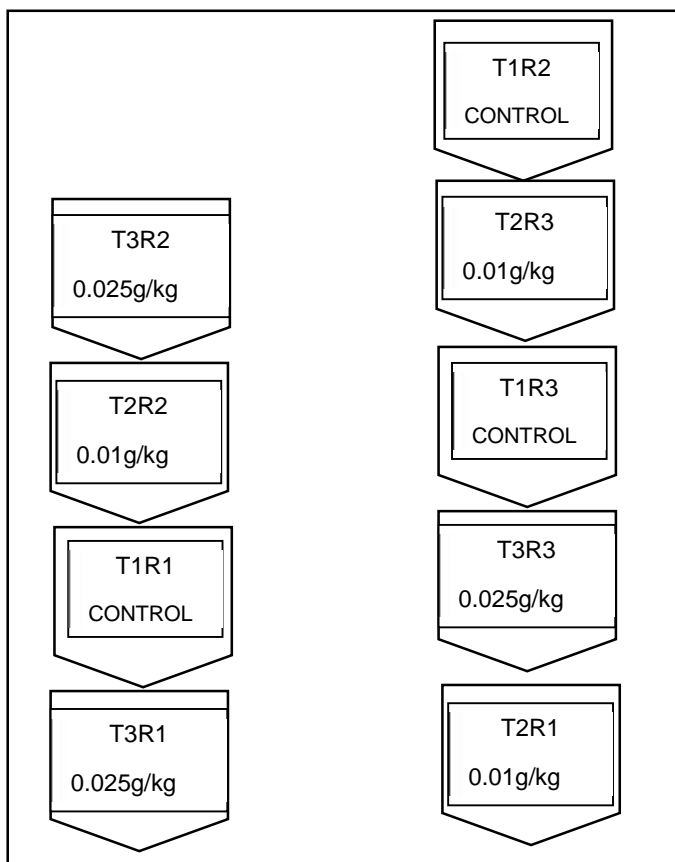 T3R2
0.025g/kg
T2R2
0.01g/kg
T1R1
CONTROL
T3R1
0.025g/kg
T1R2
CONTROL
T2R3
0.01g/kg
T1R3
CONTROL
T3R3
0.025g/kg
T2R1
0.01g/kg